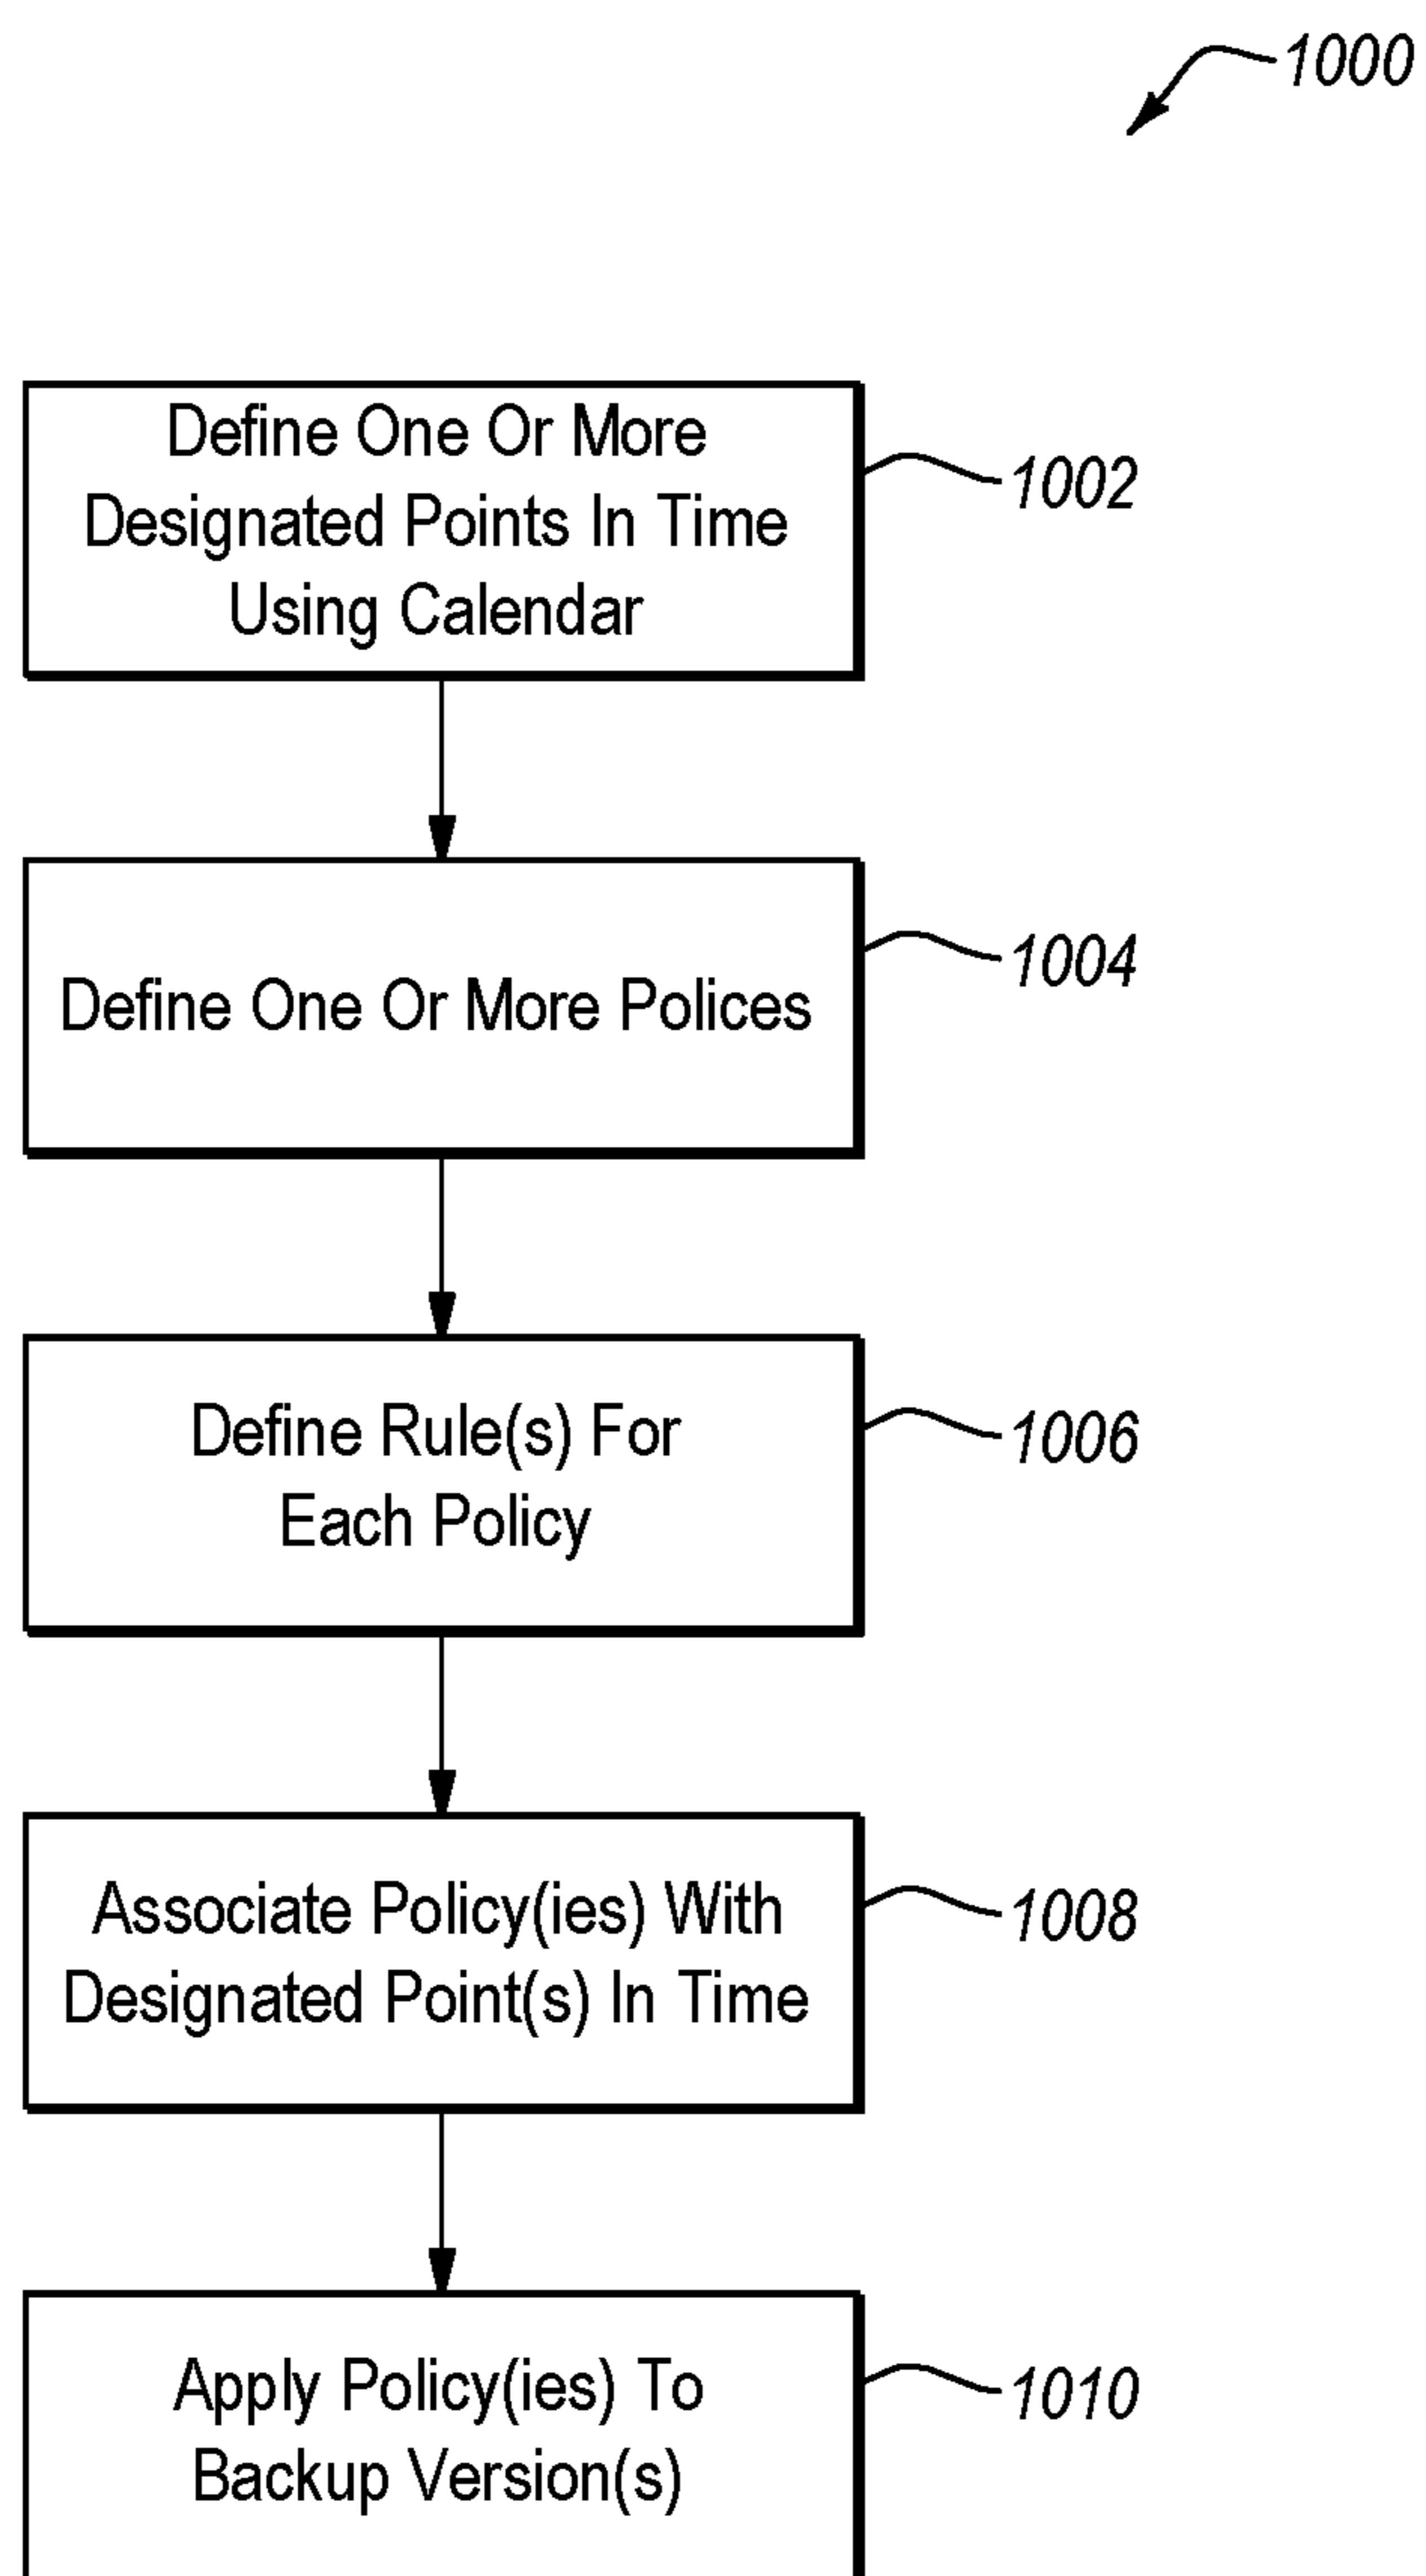 1000
Define One Or More
Designated Points In Time
Using Calendar
1002
Define One Or More Polices
1004
Define Rule(s) For
Each Policy
1006
Associate Policy(ies) With
Designated Point(s) In Time
1008
Apply Policy(ies) To
Backup Version(s)
1010